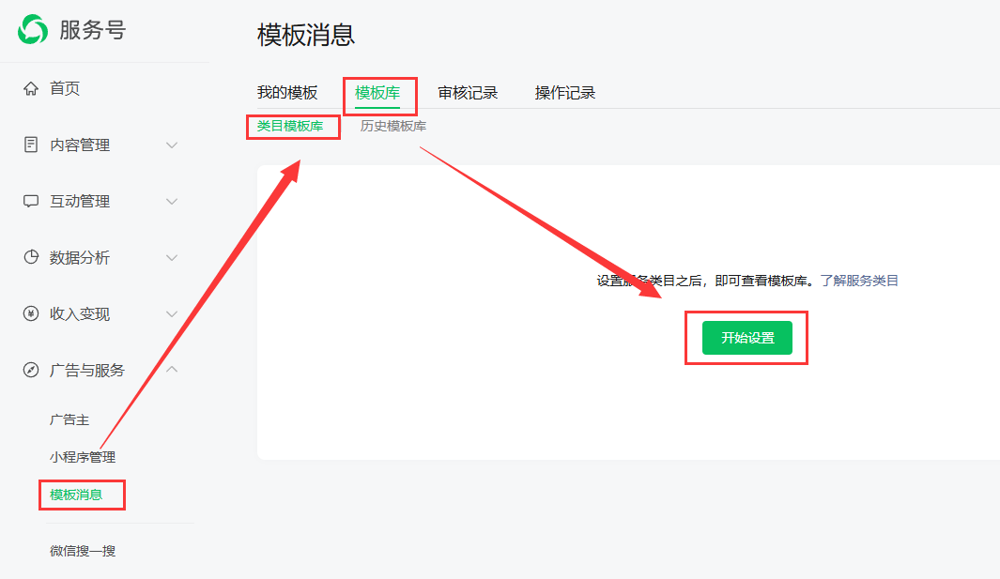 服务号
首页
内容管理
互动管理
数据分析
收入变现
广告与服务
广告主
小程序管理
模板消息
微信搜一搜
模板消息
我的模板 模板库 审核记录 操作记录
类目模板库 历史模板库
设置服务类目之后，即可查看模板库。了解服务类目
开始设置